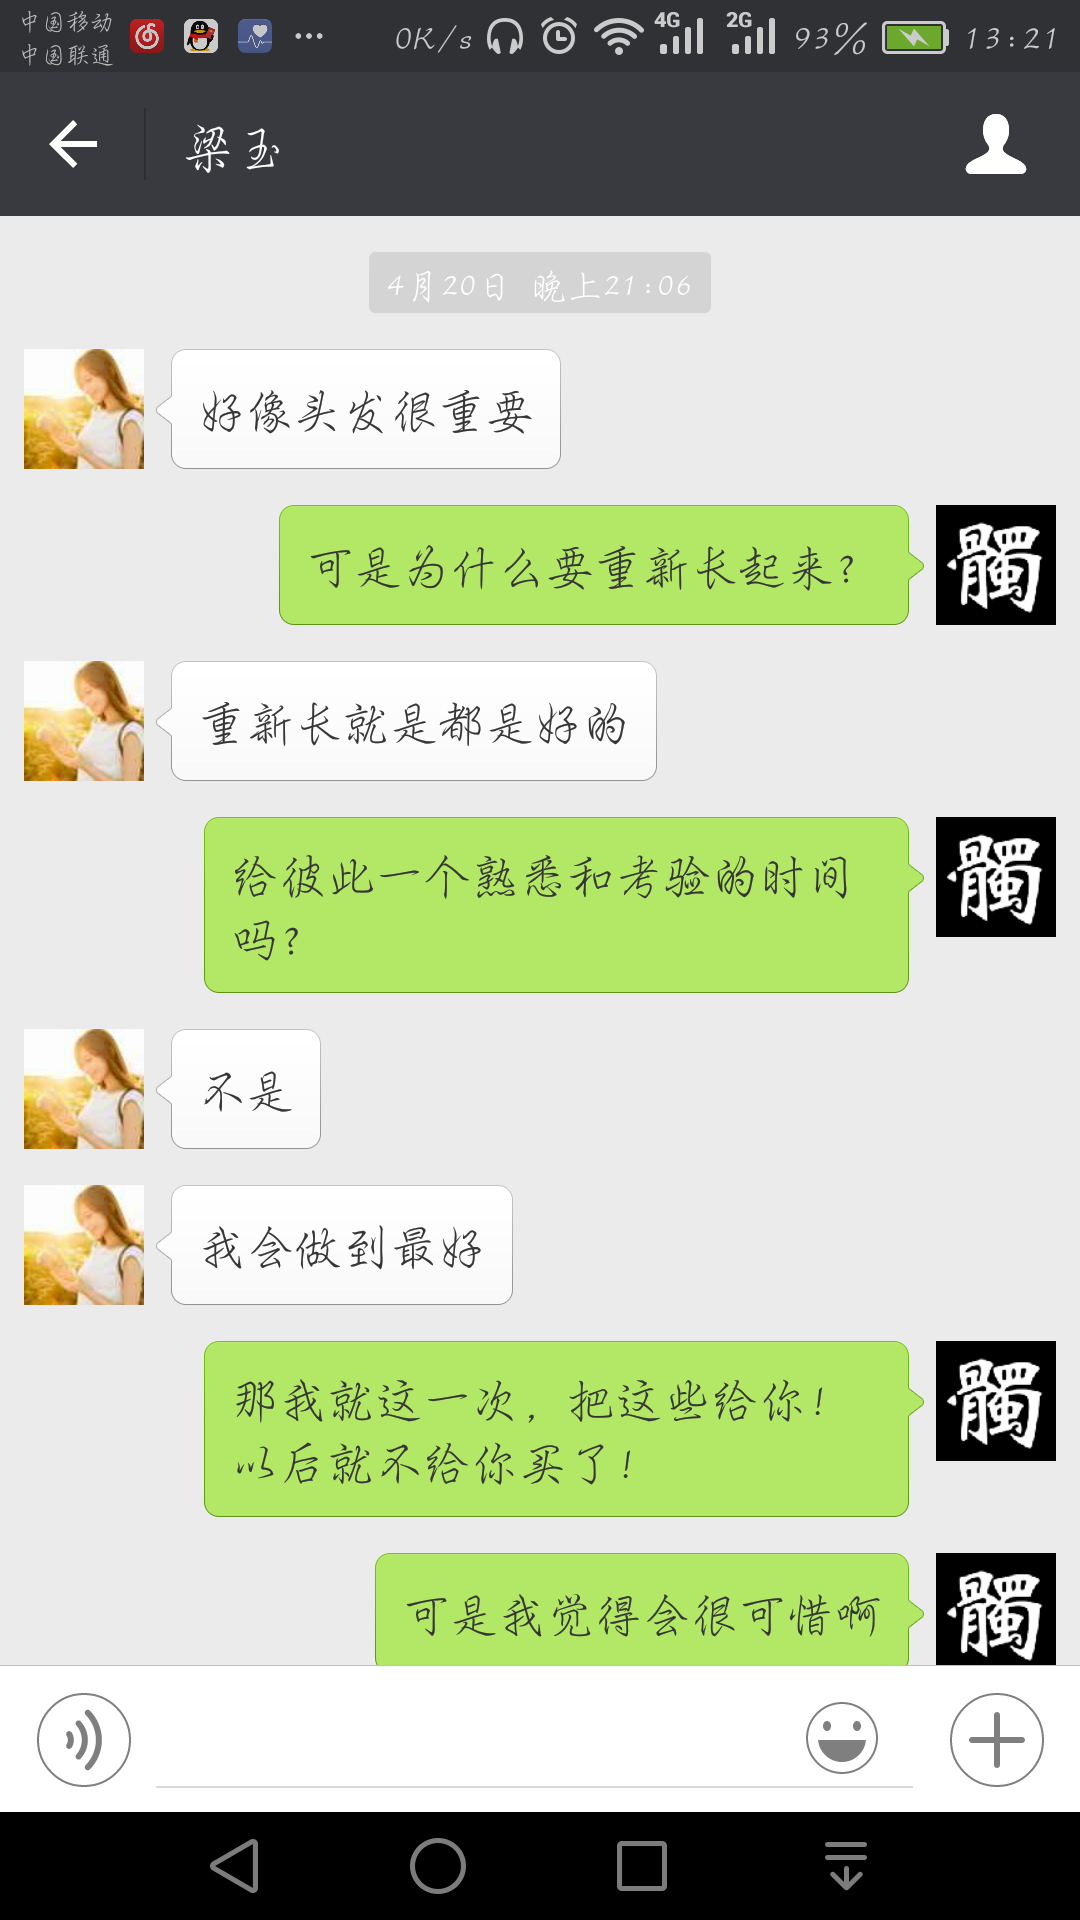 中国移动
中国联通
0K/s
4G
2G
93%
13:21
梁玉
4月20日 晚上21:06
好像头发很重要
可是为什么要重新长起来?
髑
重新长就是都是好的
给彼此一个熟悉和考验的时间
吗?
髑
不是
我会做到最好
那我就这一次，把这些给你!
以后就不给你买了!
髑
可是我觉得会很可惜啊
髑